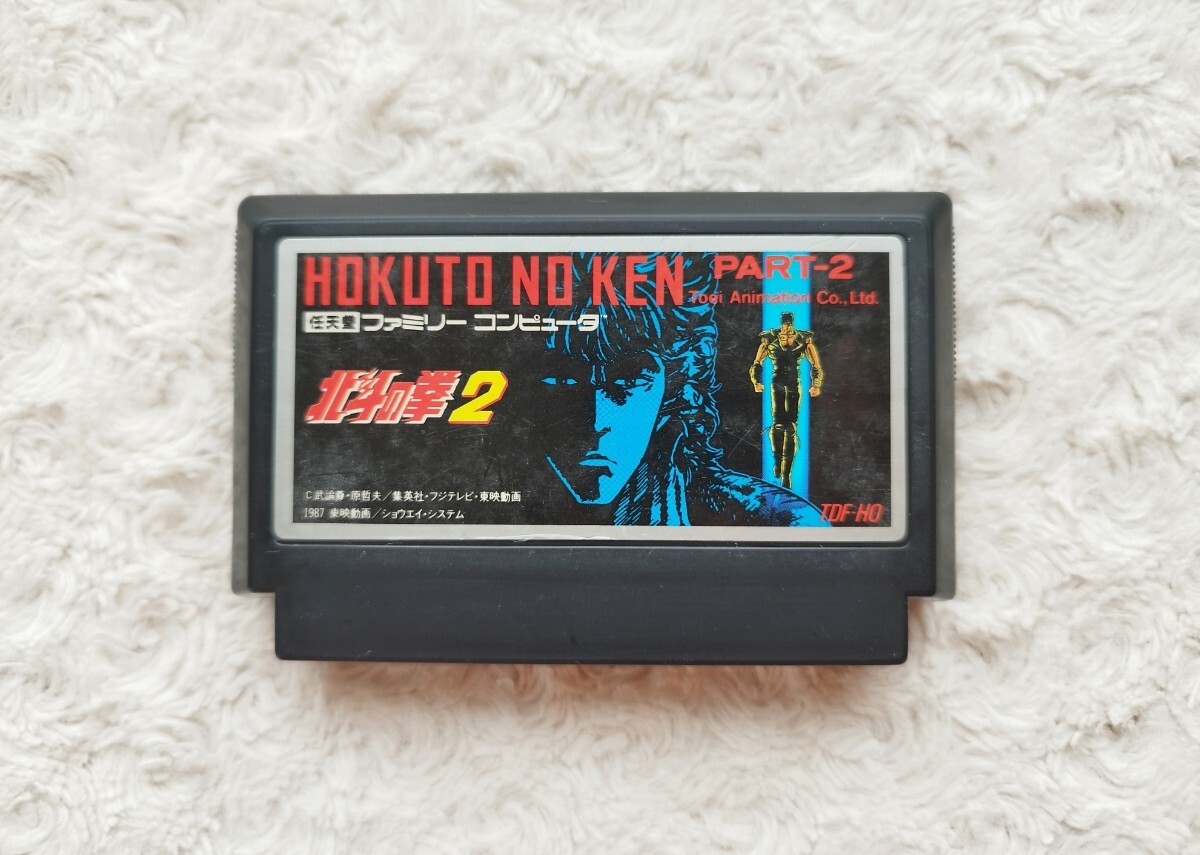 HOKUTO NO KEN PART-2
Toei Animation Co., Ltd.
任天堂 ファミリー コンピュータ™
北斗の拳2
©武論尊・原哲夫/集英社・フジテレビ・東映動画
1987 東映動画/ショウエイ・システム
TDF-HO